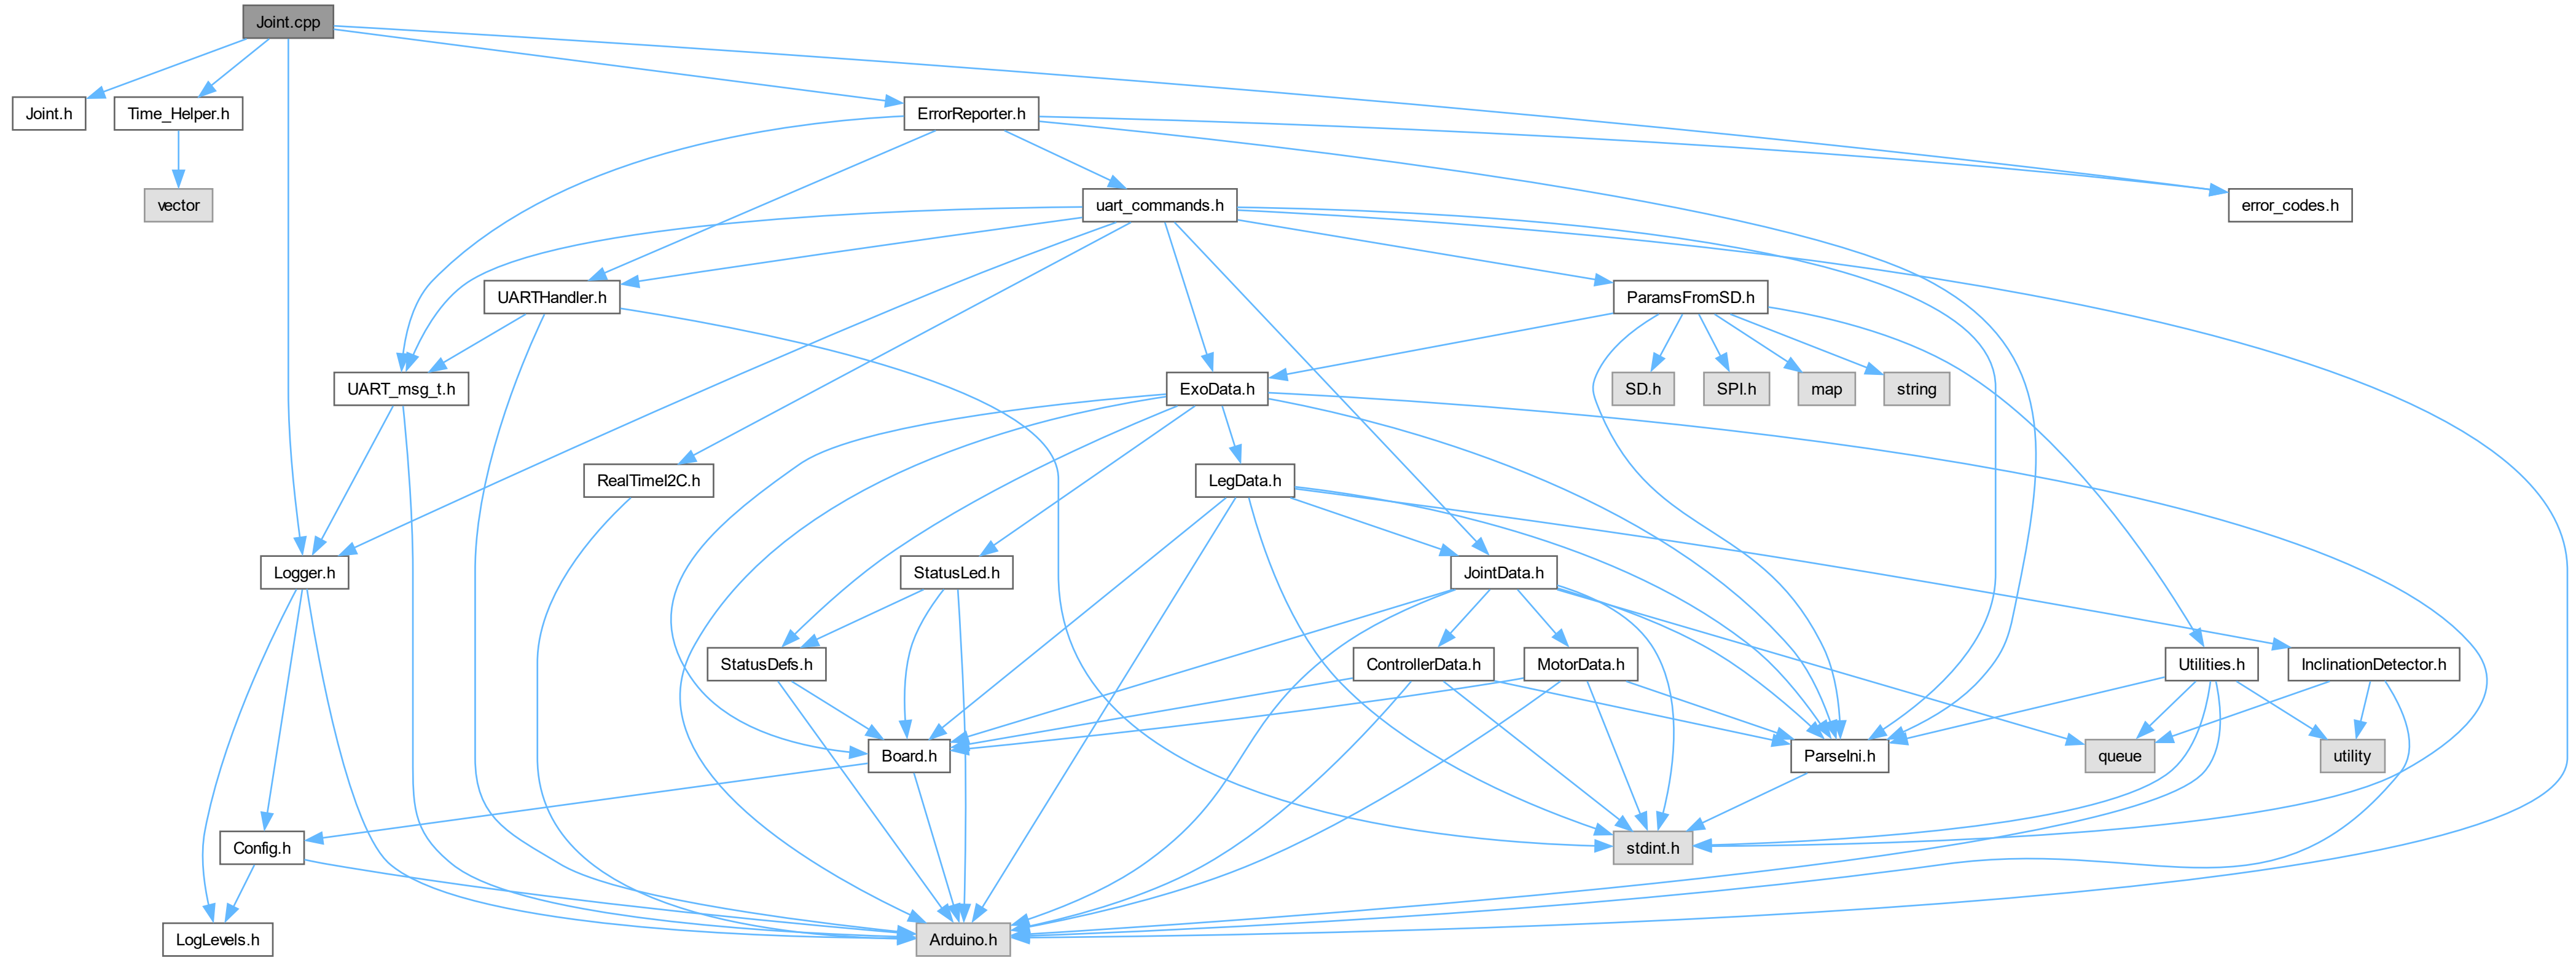 Joint.cpp
Joint.h
Time_Helper.h
ErrorReporter.h
vector
uart_commands.h
error_codes.h
UARTHandler.h
ParamsFromSD.h
UART_msg_t.h
ExoData.h
SD.h
SPI.h
map
string
RealTimeI2C.h
LegData.h
Logger.h
StatusLed.h
JointData.h
StatusDefs.h
ControllerData.h
MotorData.h
Utilities.h
InclinationDetector.h
Board.h
ParseIni.h
queue
utility
Config.h
stdint.h
LogLevels.h
Arduino.h